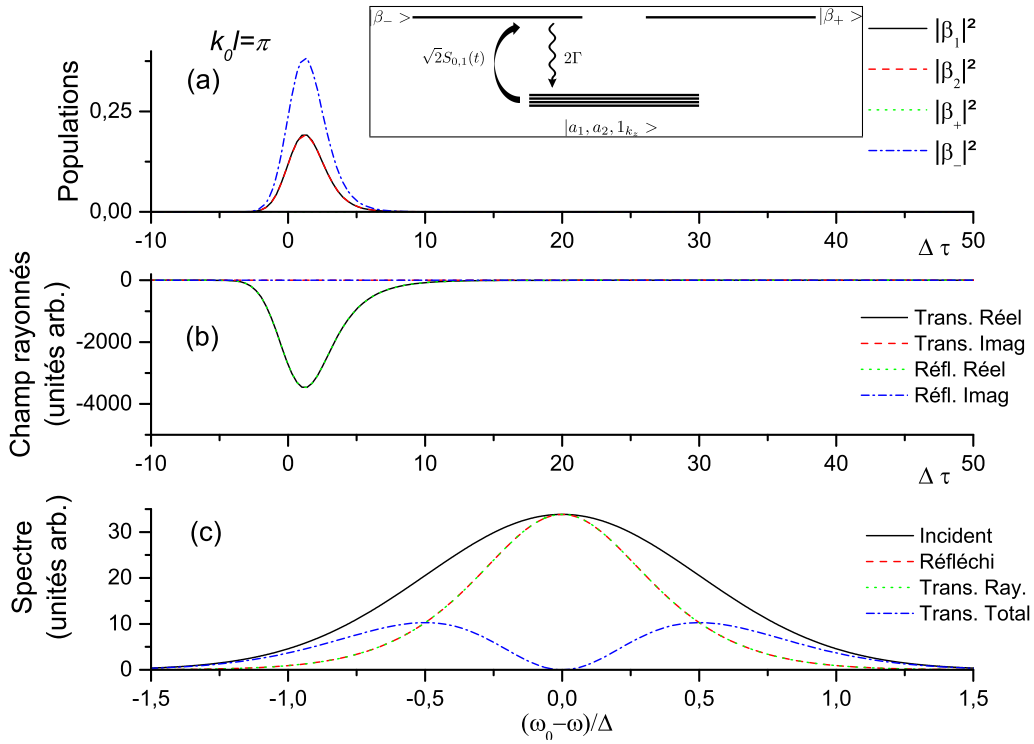 k₀l=π
(a)
|β₋ >
|β₊ >
√2S₀,₁(t)
2Γ
|a₁, a₂, 1ₖ_z >
|β₁|²
|β₂|²
|β₊|²
|β₋|²
Populations
0,25
0,00
-10 0 10 20 30 40 50
Δ τ
(b)
Champ rayonnés
(unités arb.)
0
-2000
-4000
Trans. Réel
Trans. Imag
Réfl. Réel
Réfl. Imag
-10 0 10 20 30 40 50
Δ τ
(c)
Spectre
(unités arb.)
30
20
10
0
Incident
Réfléchi
Trans. Ray.
Trans. Total
-1,5 -1,0 -0,5 0,0 0,5 1,0 1,5
(ω₀−ω)/Δ